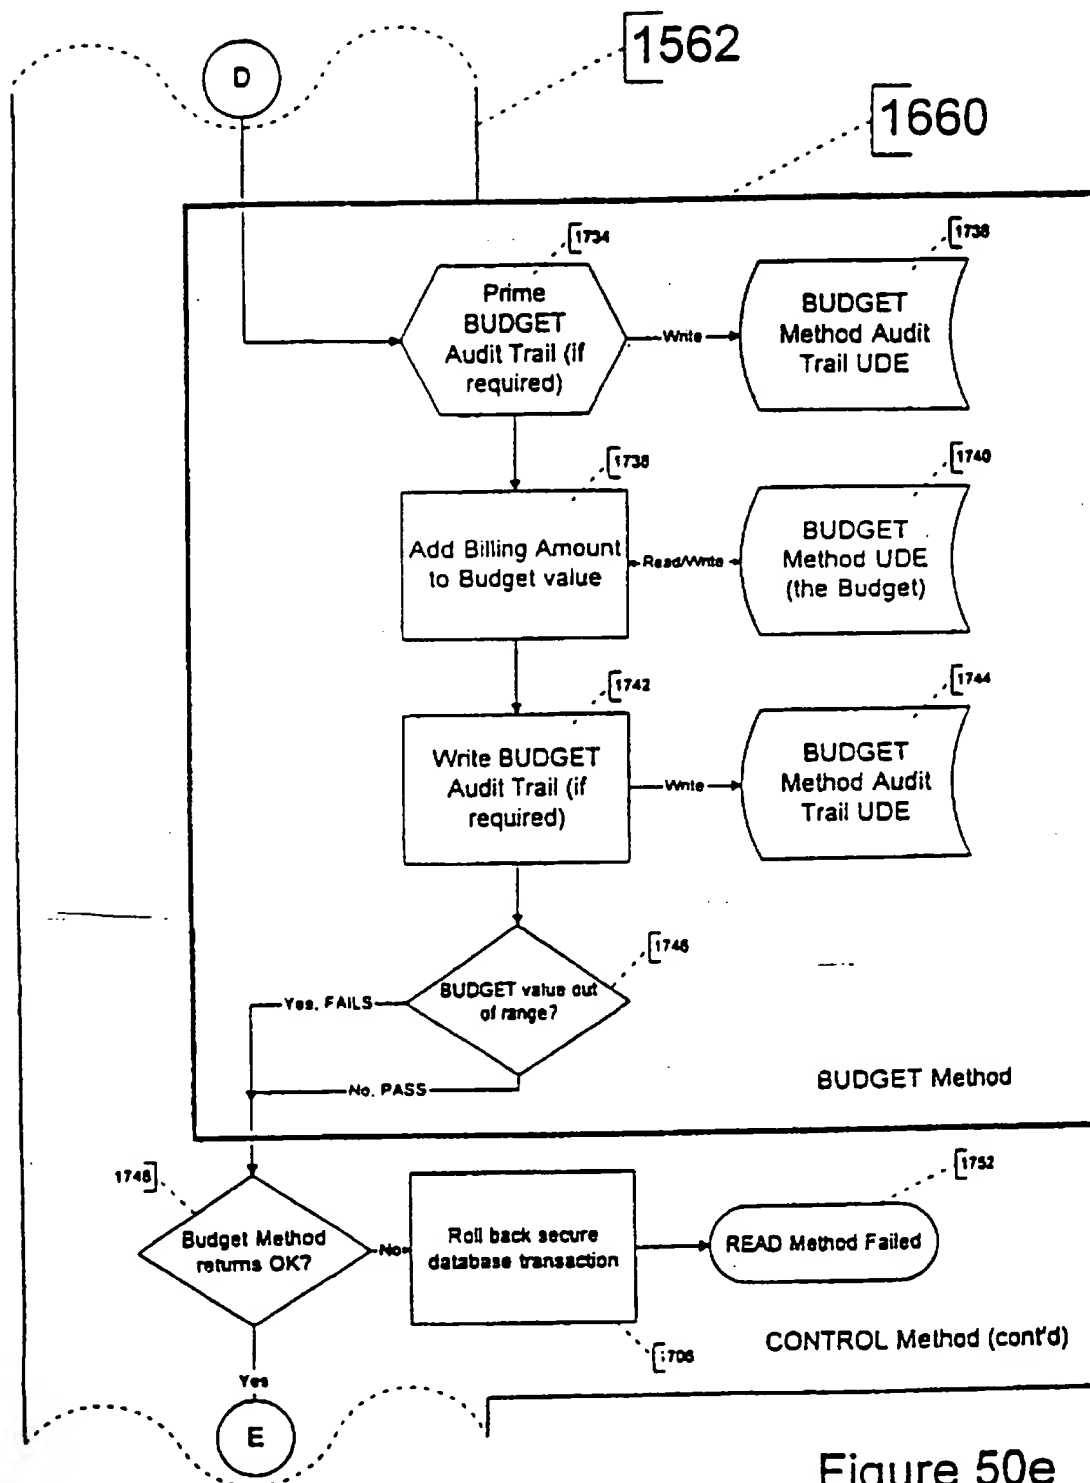 1562
D
1660
1734
1736
Prime
BUDGET
Audit Trail (if
required)
Write
BUDGET
Method Audit
Trail UDE
1738
1740
Add Billing Amount
to Budget value
Read/Write
BUDGET
Method UDE
(the Budget)
1742
1744
Write BUDGET
Audit Trail (if
required)
Write
BUDGET
Method Audit
Trail UDE
1746
BUDGET value out
of range?
Yes, FAILS
No, PASS
BUDGET Method
1748
1752
Budget Method
returns OK?
No
Roll back secure
database transaction
READ Method Failed
CONTROL Method (cont'd)
Yes
E
Figure 50e